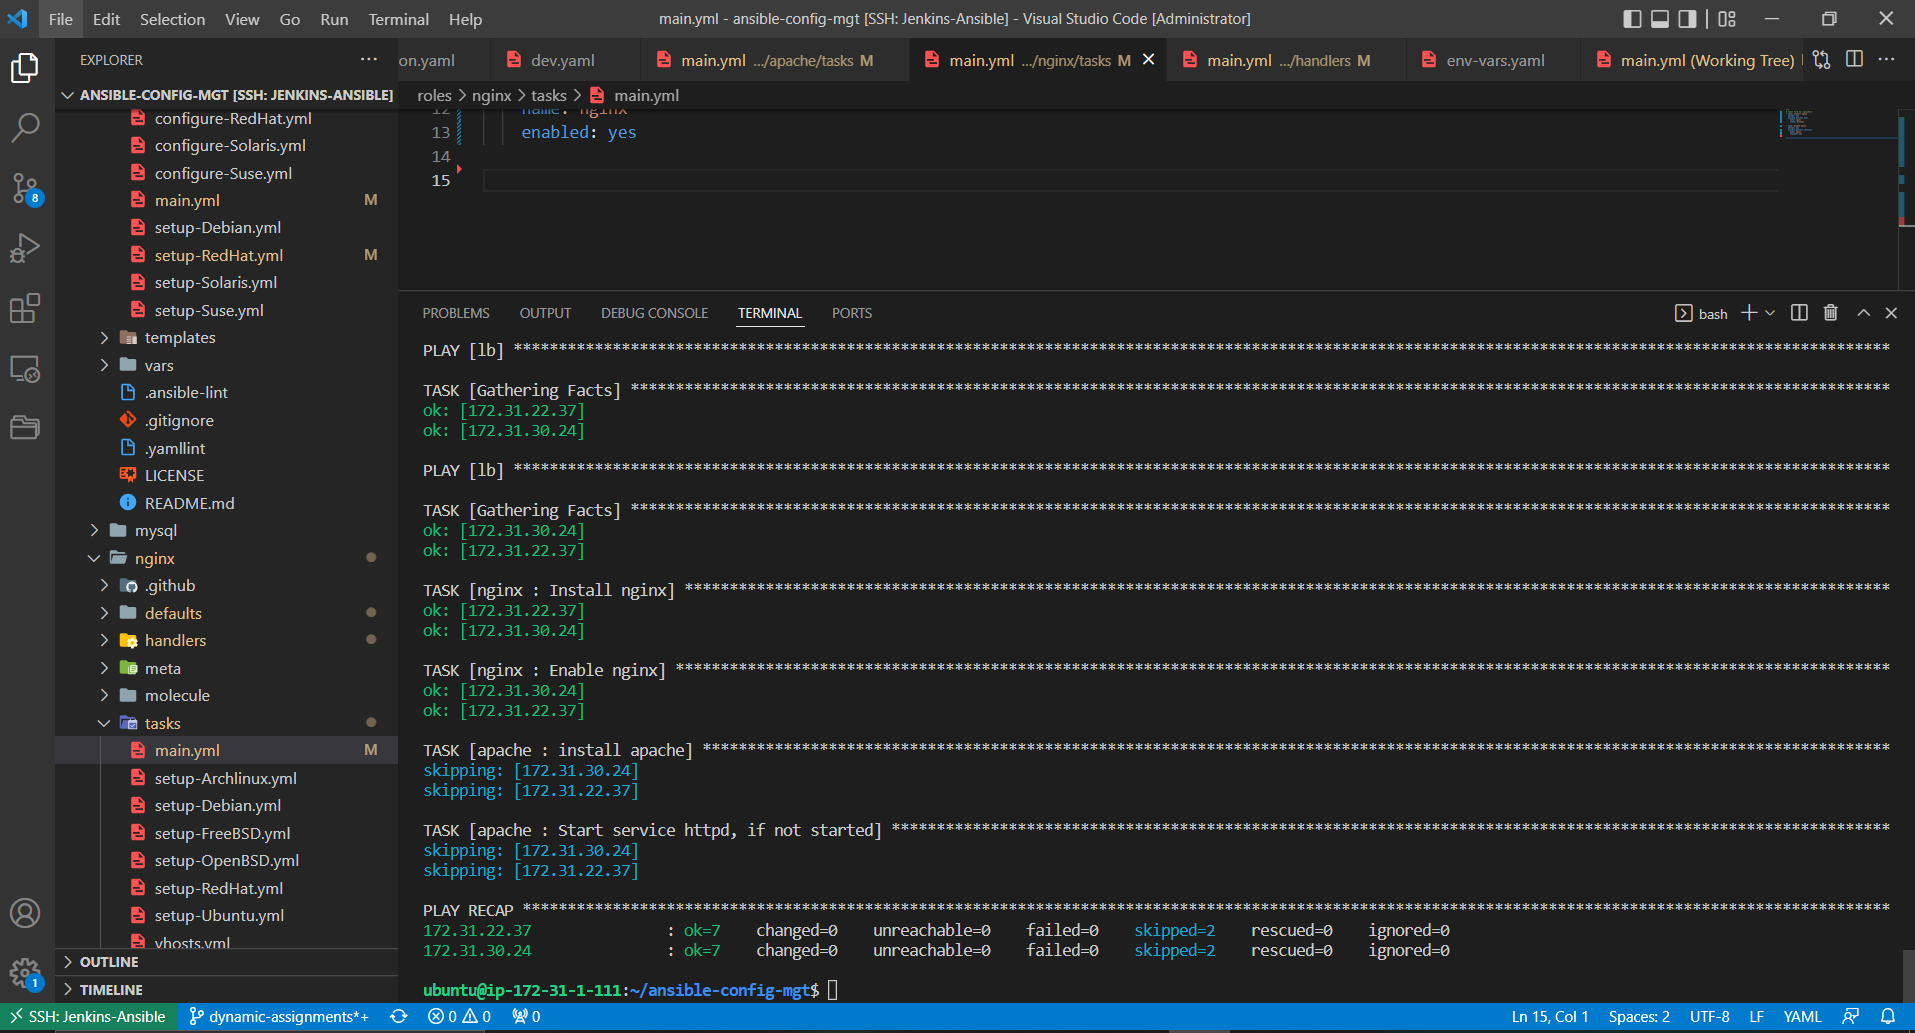 File Edit Selection View Go Run Terminal Help
main.yml - ansible-config-mgt [SSH: Jenkins-Ansible] - Visual Studio Code [Administrator]
EXPLORER
on.yaml
dev.yaml
main.yml .../apache/tasks M
main.yml .../nginx/tasks M
main.yml .../handlers M
env-vars.yaml
main.yml (Working Tree)
ANSIBLE-CONFIG-MGT [SSH: JENKINS-ANSIBLE]
configure-RedHat.yml
configure-Solaris.yml
configure-Suse.yml
main.yml M
setup-Debian.yml
setup-RedHat.yml M
setup-Solaris.yml
setup-Suse.yml
templates
vars
.ansible-lint
.gitignore
.yamllint
LICENSE
README.md
mysql
nginx
.github
defaults
handlers
meta
molecule
tasks
main.yml M
setup-Archlinux.yml
setup-Debian.yml
setup-FreeBSD.yml
setup-OpenBSD.yml
setup-RedHat.yml
setup-Ubuntu.yml
vhosts.yml
OUTLINE
TIMELINE
8
1
roles > nginx > tasks > main.yml
12 name: nginx
13 enabled: yes
14
15
PROBLEMS OUTPUT DEBUG CONSOLE TERMINAL PORTS
bash
PLAY [lb] ***
TASK [Gathering Facts] ***
ok: [172.31.22.37]
ok: [172.31.30.24]
PLAY [lb] ***
TASK [Gathering Facts] ***
ok: [172.31.30.24]
ok: [172.31.22.37]
TASK [nginx : Install nginx] ***
ok: [172.31.22.37]
ok: [172.31.30.24]
TASK [nginx : Enable nginx] ***
ok: [172.31.30.24]
ok: [172.31.22.37]
TASK [apache : install apache] ***
skipping: [172.31.30.24]
skipping: [172.31.22.37]
TASK [apache : Start service httpd, if not started] ***
skipping: [172.31.30.24]
skipping: [172.31.22.37]
PLAY RECAP ***
172.31.22.37 : ok=7 changed=0 unreachable=0 failed=0 skipped=2 rescued=0 ignored=0
172.31.30.24 : ok=7 changed=0 unreachable=0 failed=0 skipped=2 rescued=0 ignored=0
ubuntu@ip-172-31-1-111:~/ansible-config-mgt$
SSH: Jenkins-Ansible dynamic-assignments*+ 0 0 0 Ln 15, Col 1 Spaces: 2 UTF-8 LF YAML